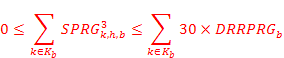 0 ≤ ∑_{k∈K_b} SPRG^3_{k,h,b} ≤ ∑_{k∈K_b} 30 × DRRPRG_b